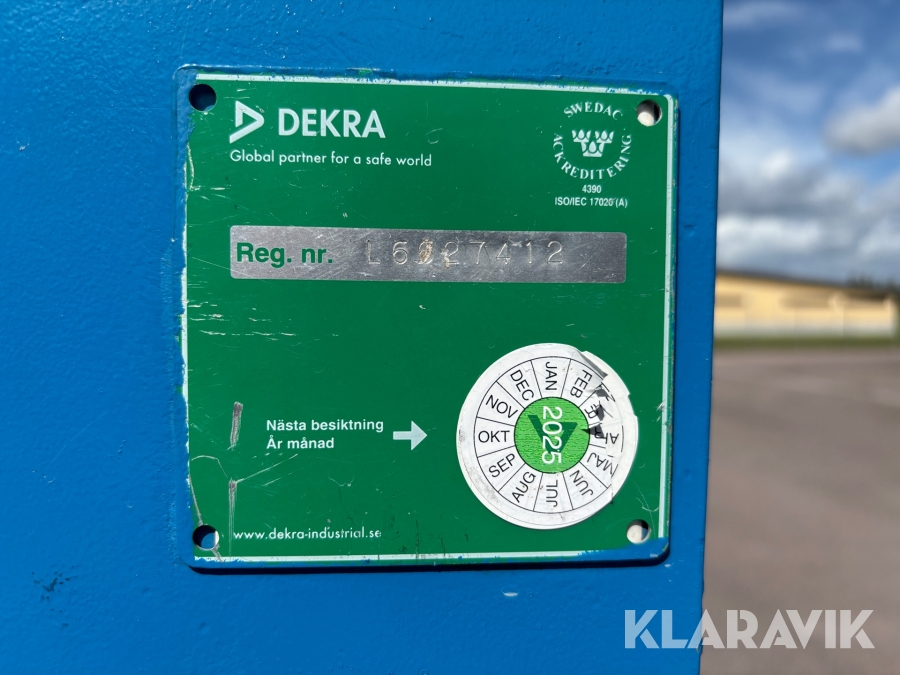 DEKRA
Global partner for a safe world
SWEDAC
ACKREDITERING
4390
ISO/IEC 17020 (A)
Reg. nr. L6027412
Nästa besiktning
År månad
JAN
FEB
MAJ
JUN
JUL
AUG
SEP
OKT
NOV
DEC
2025
www.dekra-industrial.se
KLARAVIK